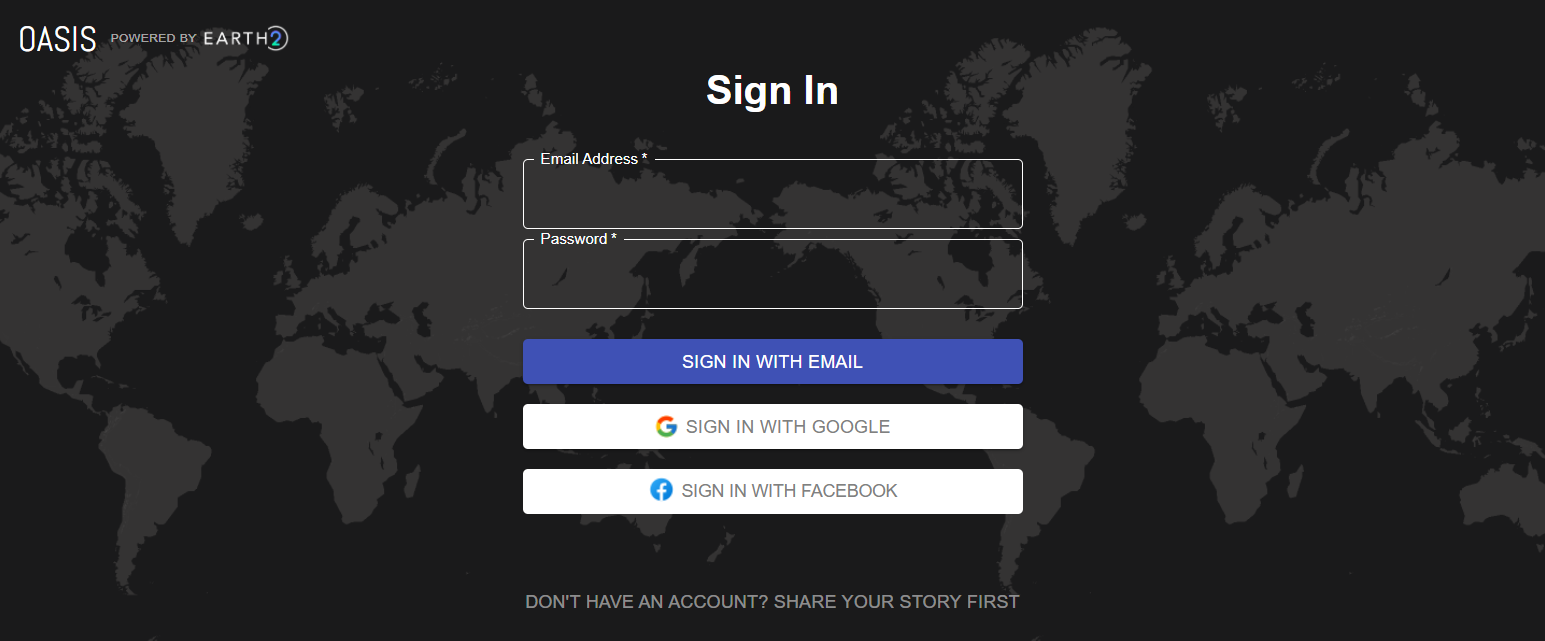 OASIS POWERED BY EARTH2
Sign In
Email Address *
Password *
SIGN IN WITH EMAIL
SIGN IN WITH GOOGLE
SIGN IN WITH FACEBOOK
DON'T HAVE AN ACCOUNT? SHARE YOUR STORY FIRST